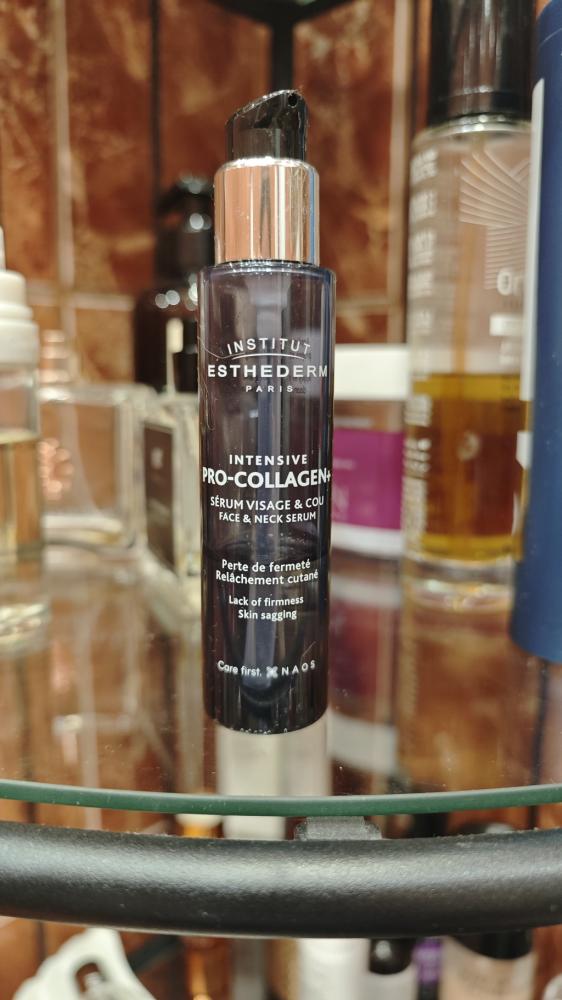 INSTITUT
ESTHEDERM
PARIS
INTENSIVE
PRO-COLLAGEN+
SÉRUM VISAGE & COU
FACE & NECK SERUM
Perte de fermeté
Relâchement cutané
Lack of firmness
Skin sagging
Care first. NAOS